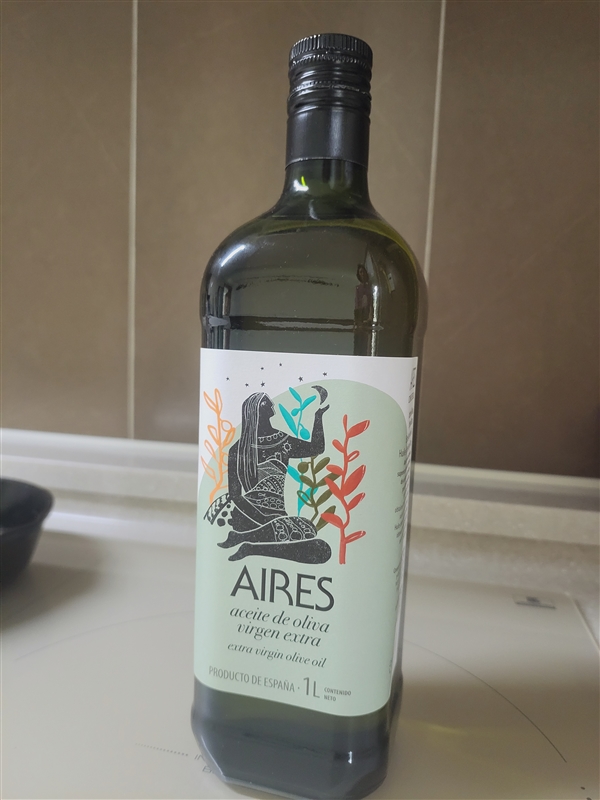 AIRES
aceite de oliva
virgen extra
extra virgin olive oil
PRODUCTO DE ESPAÑA · 1L CONTENIDO
NETO